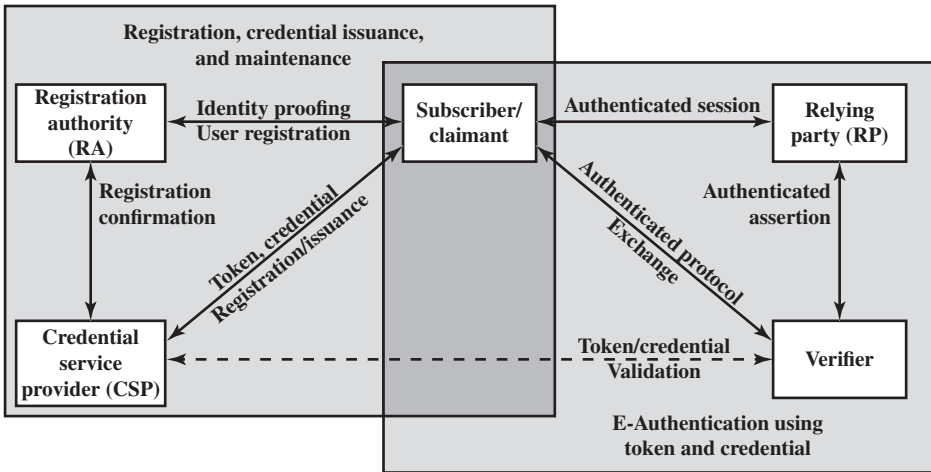 Registration, credential issuance,
and maintenance
Registration
authority
(RA)
Identity proofing
User registration
Subscriber/
claimant
Authenticated session
Relying
party (RP)
Registration
confirmation
Token, credential
Registration/issuance
Authenticated protocol
Exchange
Authenticated
assertion
Credential
service
provider (CSP)
Token/credential
Validation
Verifier
E-Authentication using
token and credential